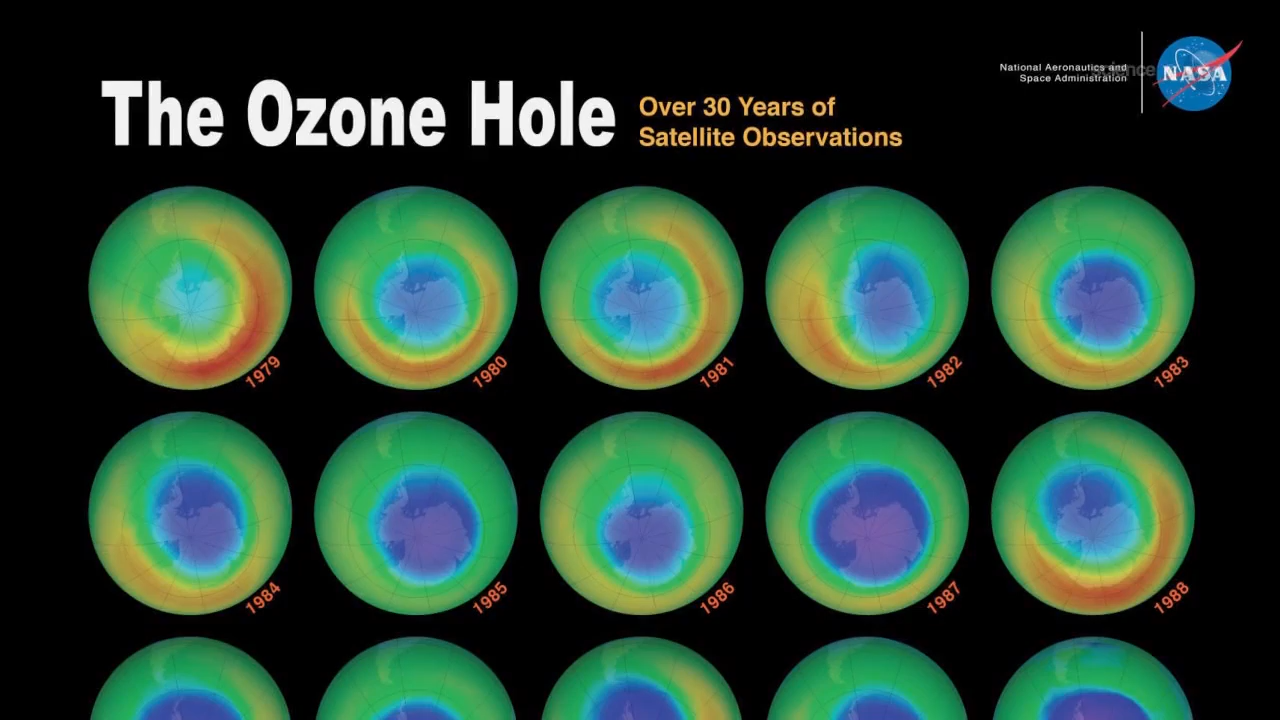 National Aeronautics and
Space Administration
science
NASA
The Ozone Hole
Over 30 Years of
Satellite Observations
1979
1980
1981
1982
1983
1984
1985
1986
1987
1988